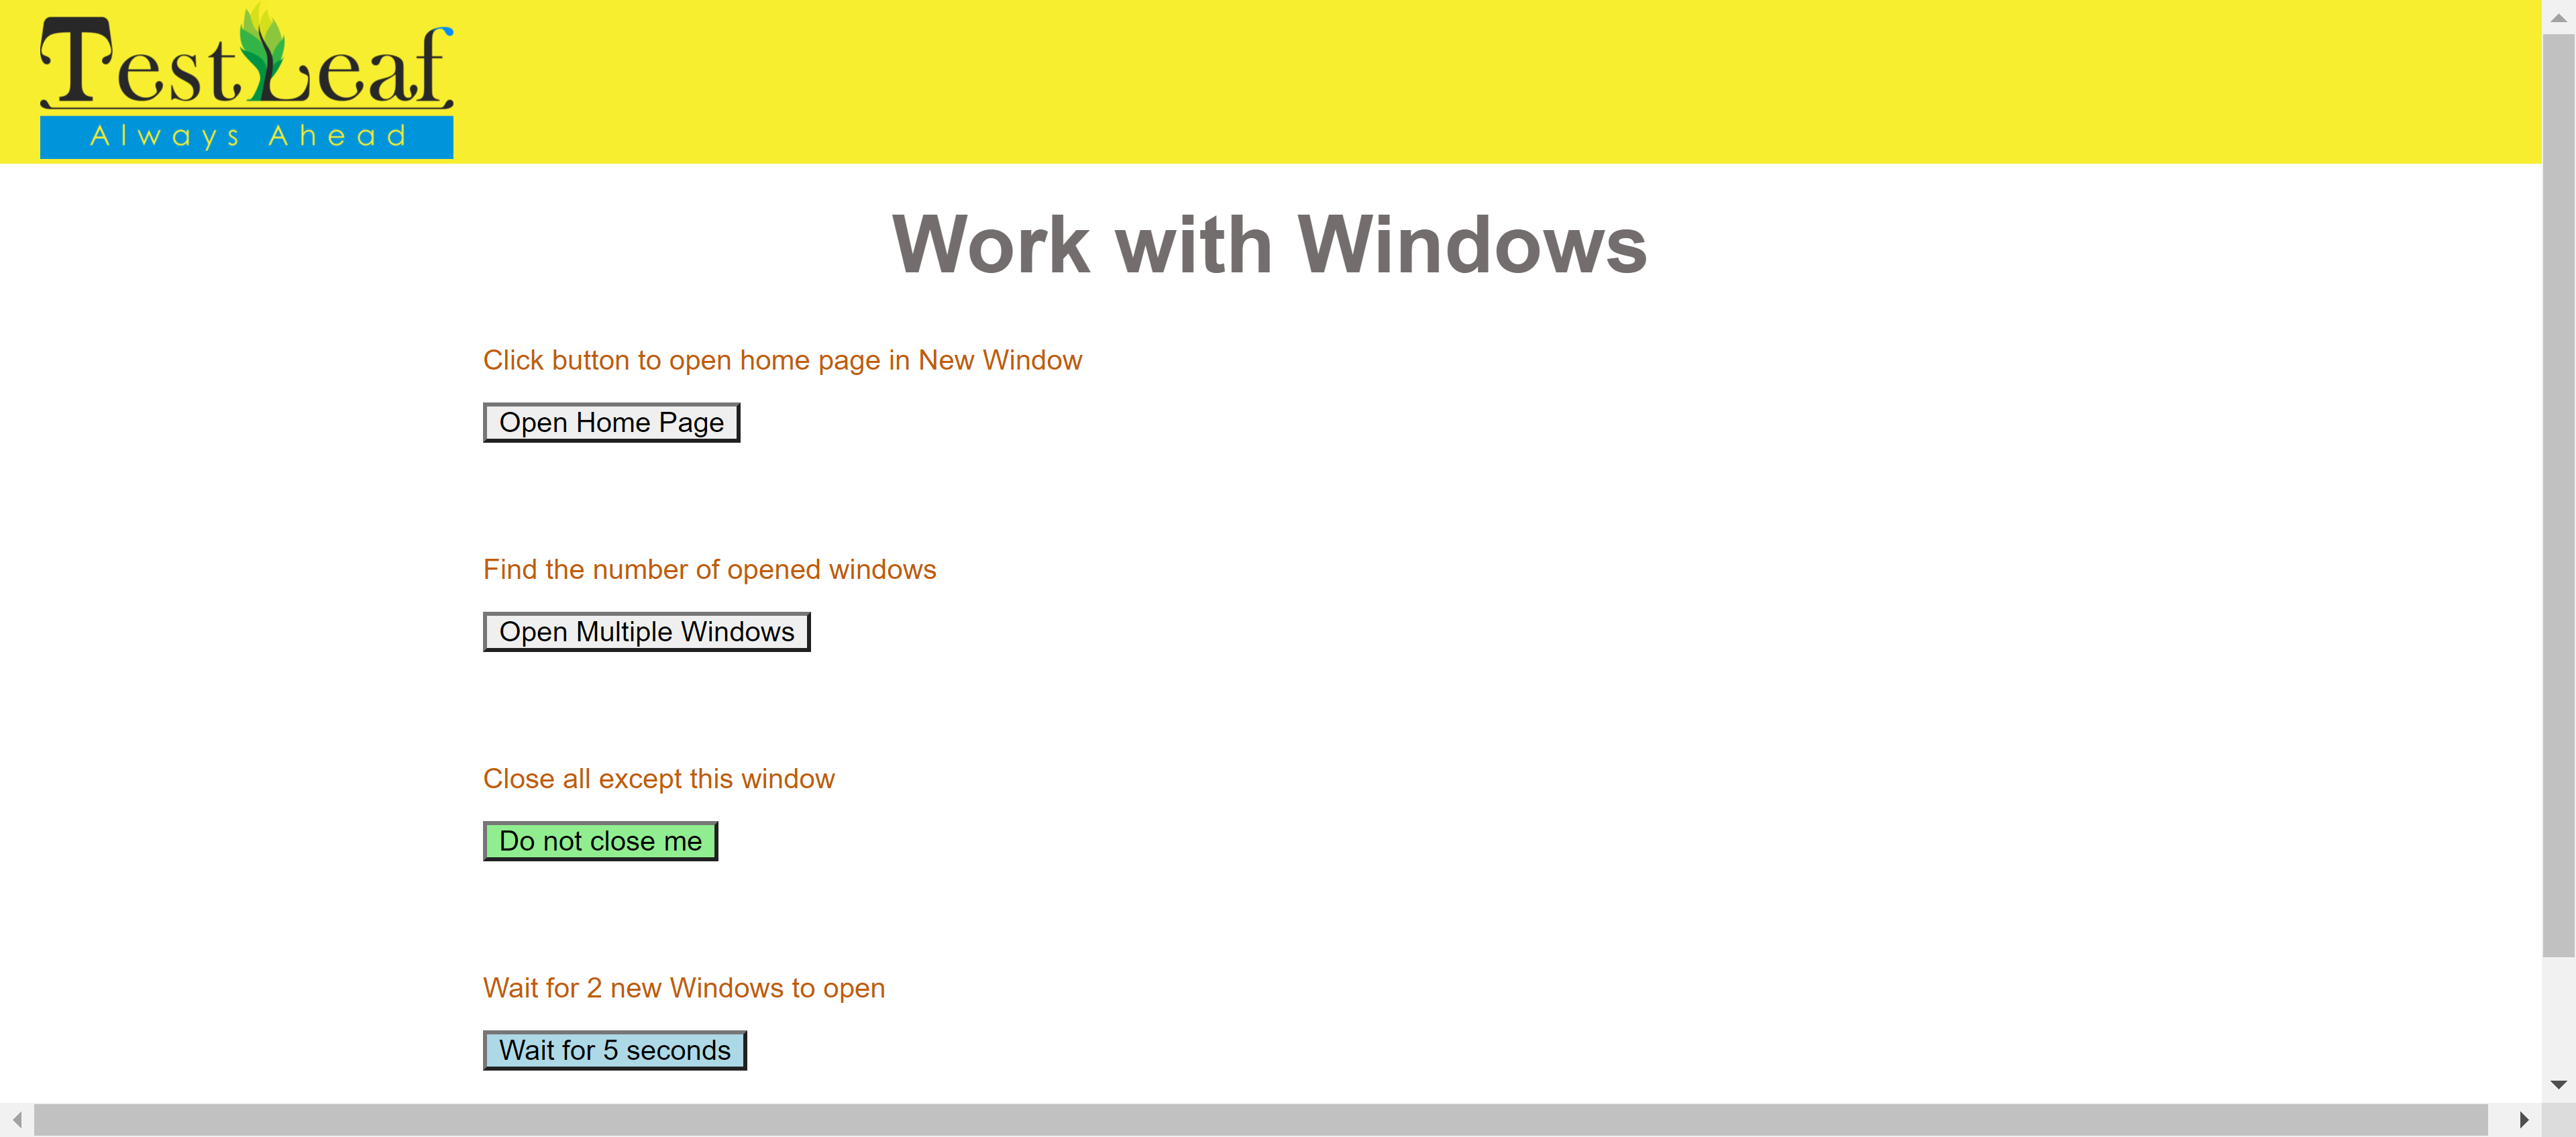 TestLeaf
Always Ahead
Work with Windows
Click button to open home page in New Window
Open Home Page
Find the number of opened windows
Open Multiple Windows
Close all except this window
Do not close me
Wait for 2 new Windows to open
Wait for 5 seconds